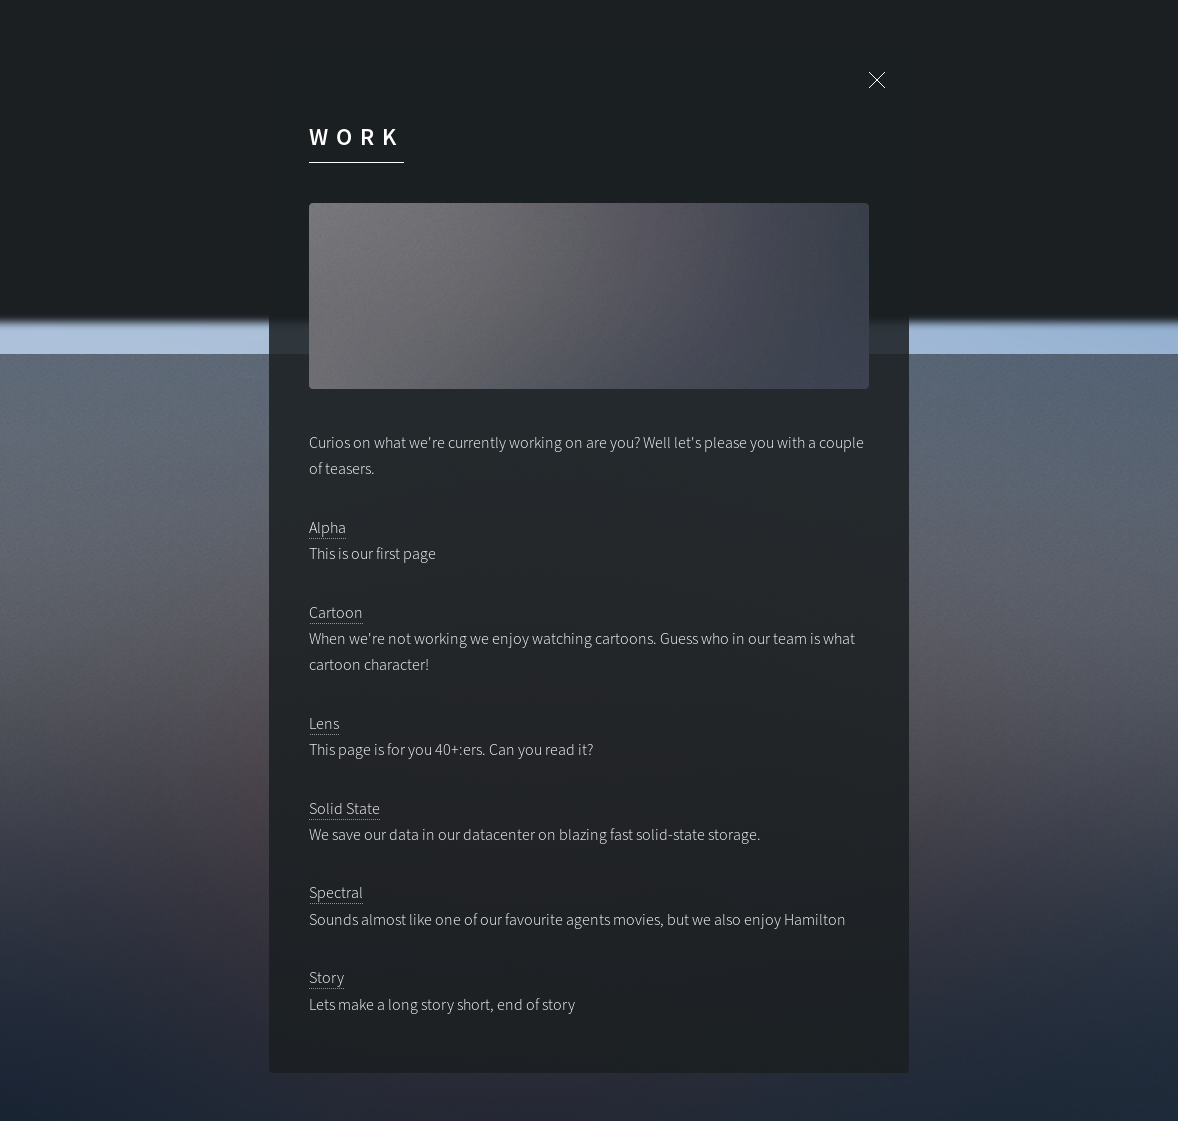 WORK
Curios on what we're currently working on are you? Well let's please you with a couple
of teasers.
Alpha
This is our first page
Cartoon
When we're not working we enjoy watching cartoons. Guess who in our team is what
cartoon character!
Lens
This page is for you 40+:ers. Can you read it?
Solid State
We save our data in our datacenter on blazing fast solid-state storage.
Spectral
Sounds almost like one of our favourite agents movies, but we also enjoy Hamilton
Story
Lets make a long story short, end of story